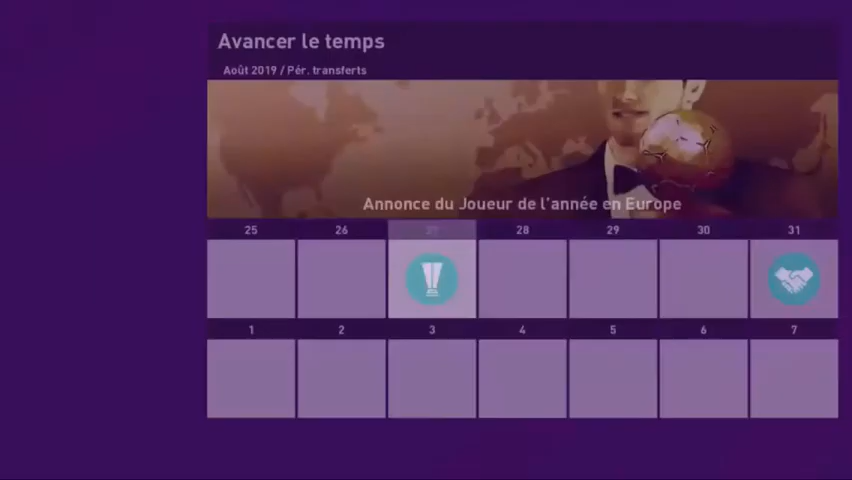 Avancer le temps
Août 2019 / Pér. transferts
Annonce du Joueur de l'année en Europe
25 26 27 28 29 30 31
1 2 3 4 5 6 7